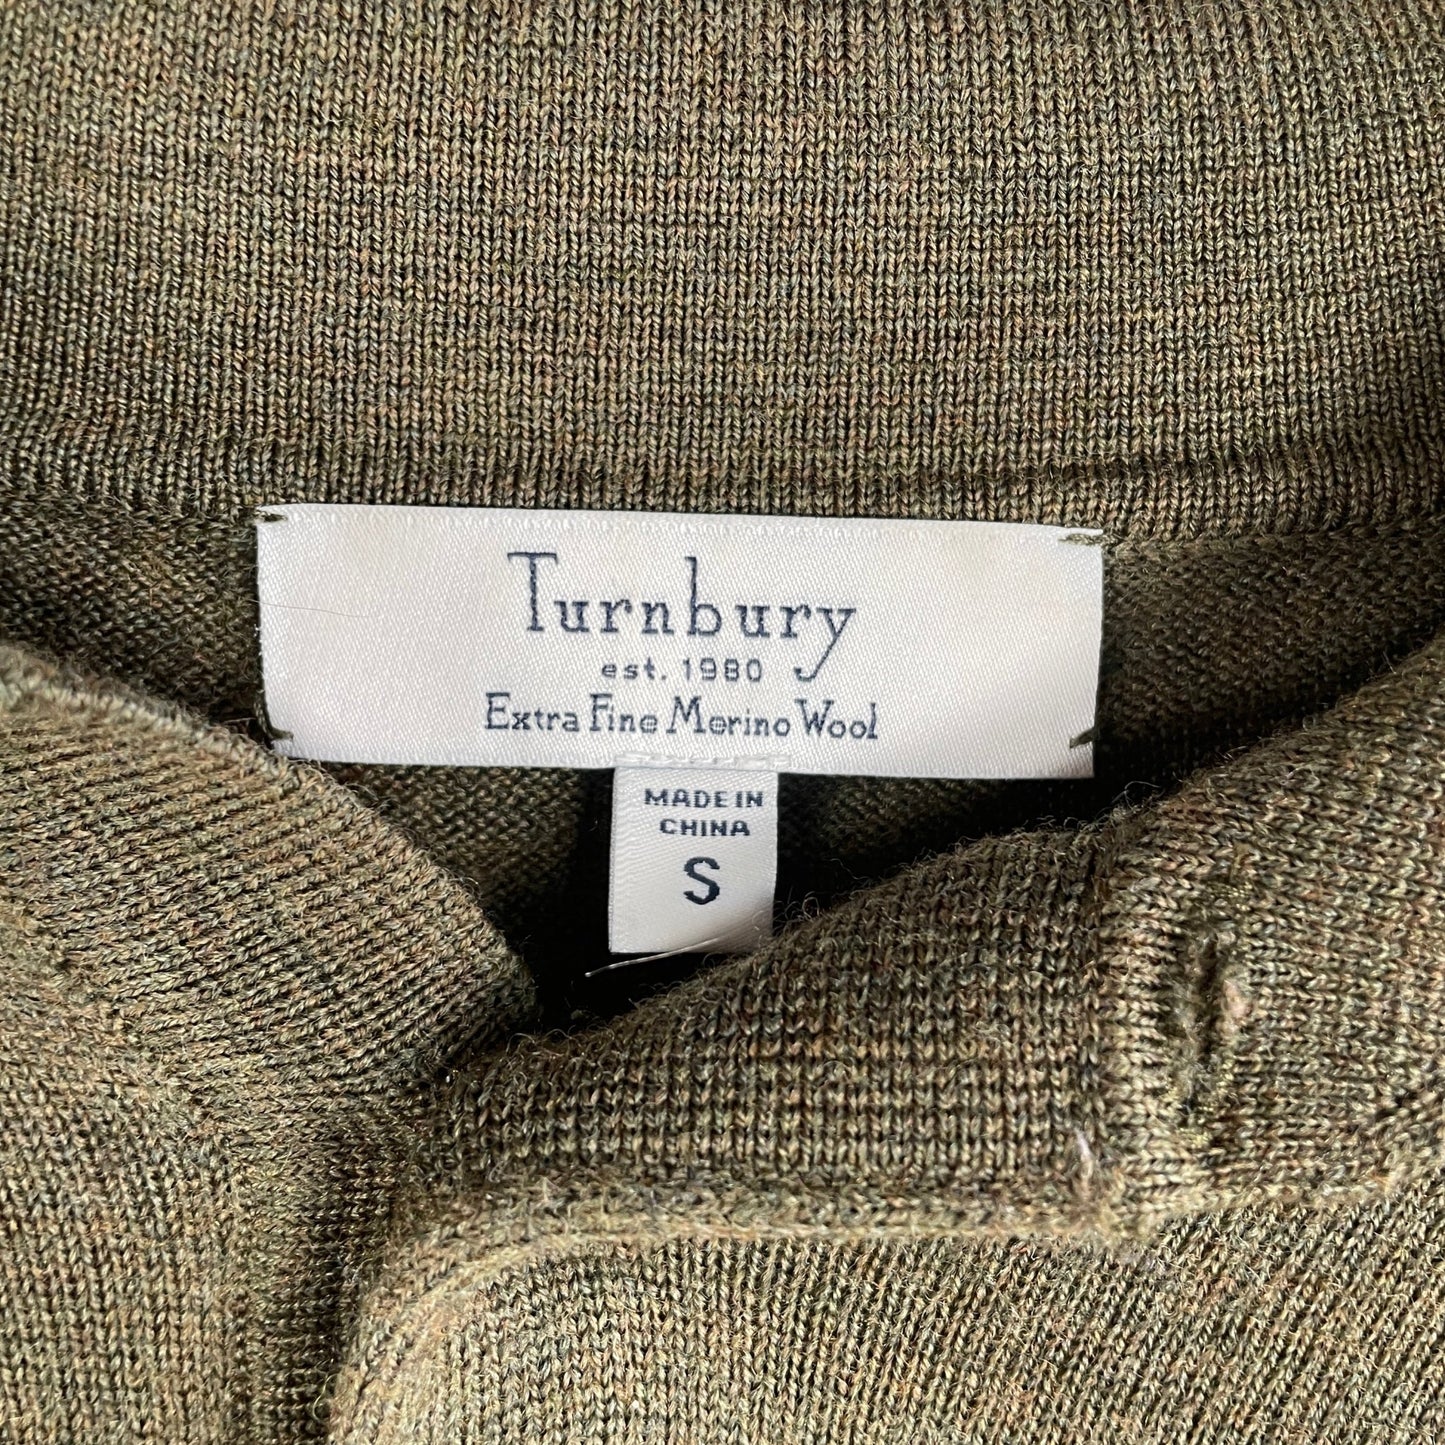 Turnbury
est. 1980
Extra Fine Merino Wool
MADE IN
CHINA
S